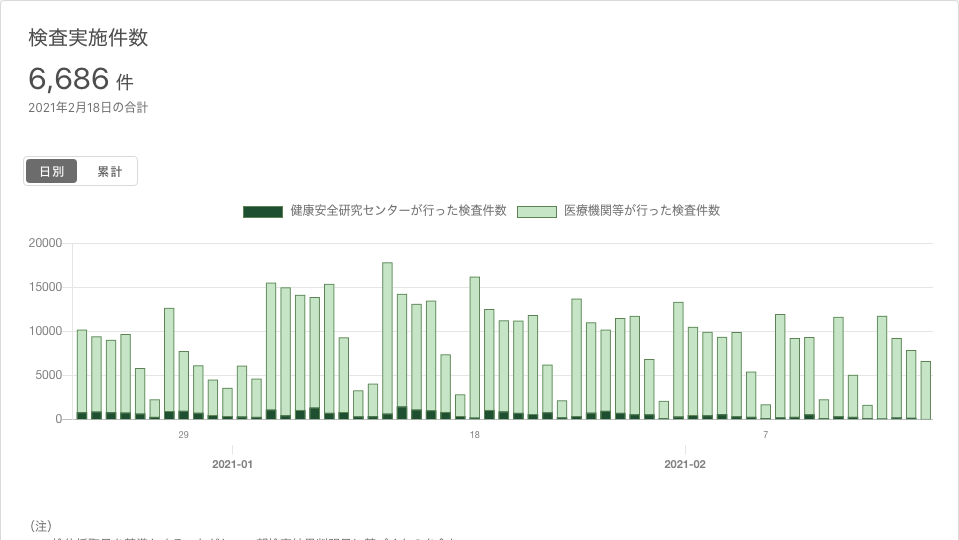 検査実施件数
6,686 件
2021年2月18日の合計
日別 累計
健康安全研究センターが行った検査件数 医療機関等が行った検査件数
20000
15000
10000
5000
0
29 18 7
2021-01 2021-02
（注）